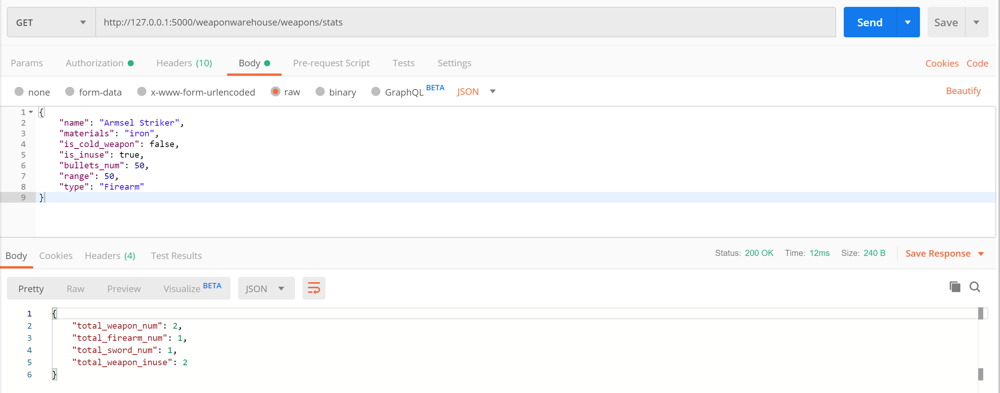 GET http://127.0.0.1:5000/weaponwarehouse/weapons/stats Send Save
Params Authorization Headers (10) Body Pre-request Script Tests Settings Cookies Code
none form-data x-www-form-urlencoded raw binary GraphQL BETA JSON Beautify
1 {
2 "name": "Armsel Striker",
3 "materials": "iron",
4 "is_cold_weapon": false,
5 "is_inuse": true,
6 "bullets_num": 50,
7 "range": 50,
8 "type": "Firearm"
9 }
Body Cookies Headers (4) Test Results Status: 200 OK Time: 12ms Size: 240 B Save Response
Pretty Raw Preview Visualize BETA JSON
1 {
2 "total_weapon_num": 2,
3 "total_firearm_num": 1,
4 "total_sword_num": 1,
5 "total_weapon_inuse": 2
6 }